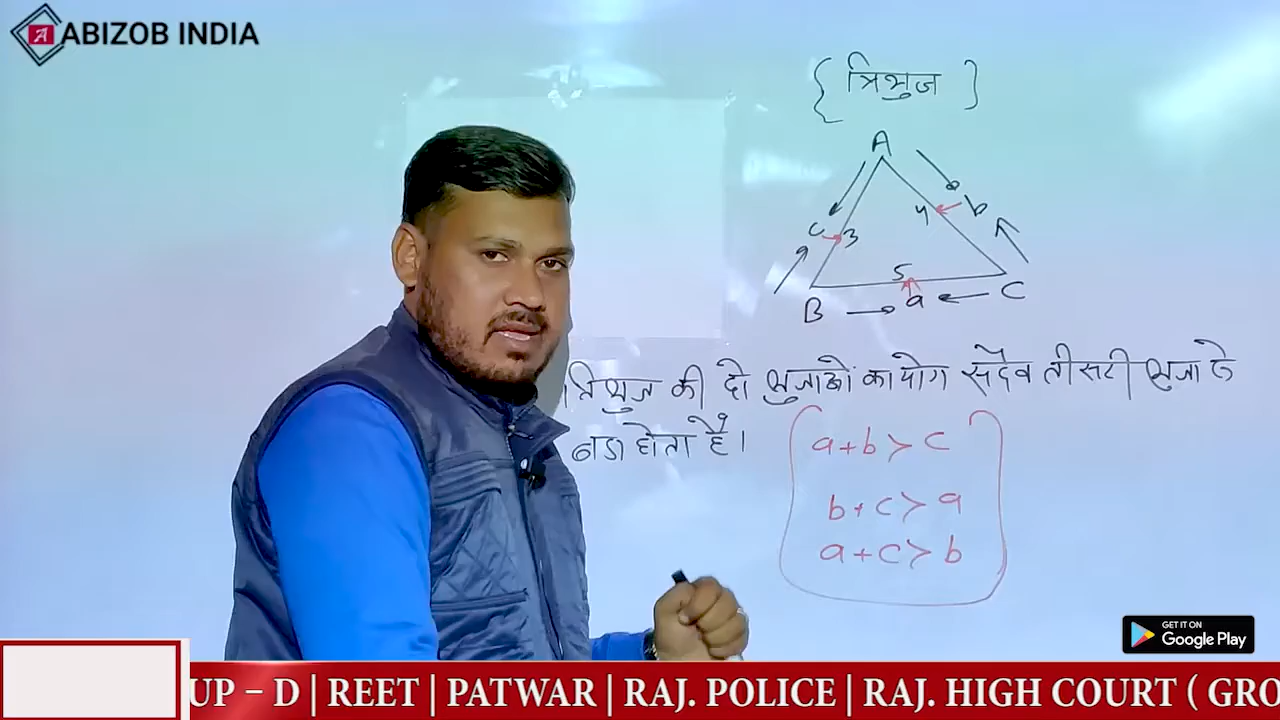 ABIZOB INDIA
{ त्रिभुज }
A
c 3 4 b
5
B a C
त्रिभुज की दो भुजाओं का योग सदैव तीसरी भुजा से
बडा होता है।
a+b>c
b+c>a
a+c>b
GET IT ON
Google Play
UP – D | REET | PATWAR | RAJ. POLICE | RAJ. HIGH COURT ( GRO